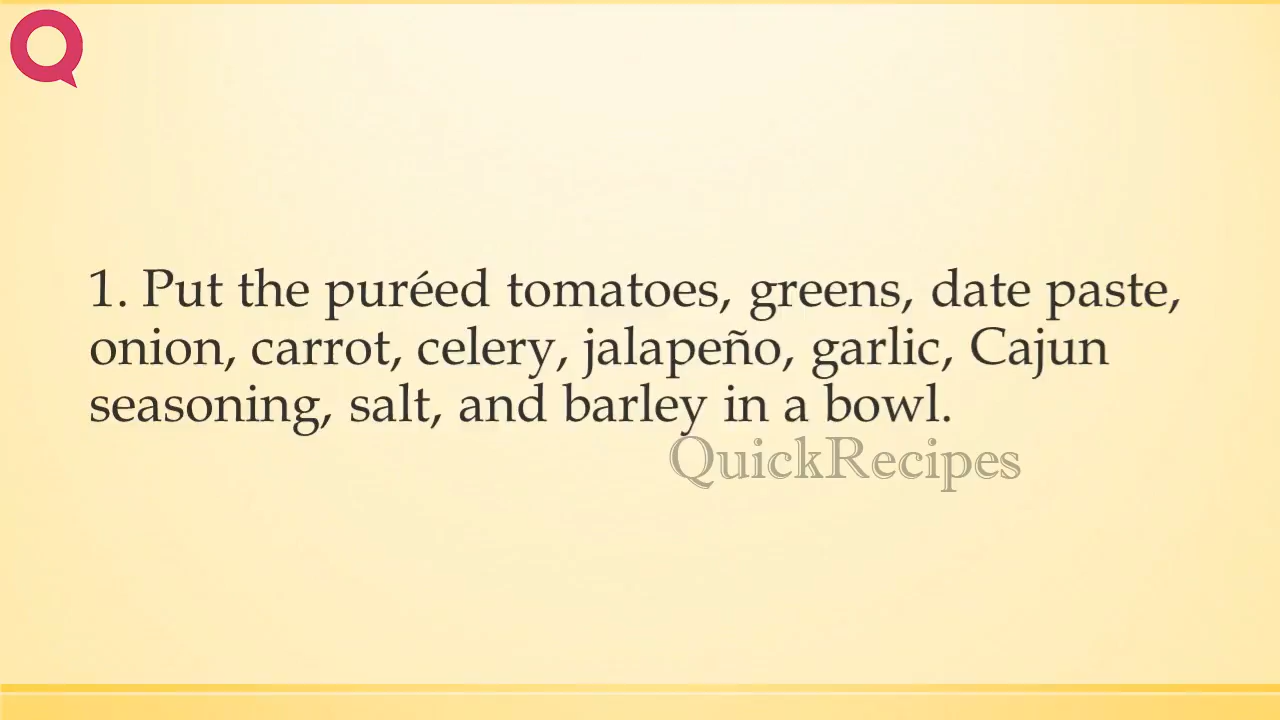 1. Put the puréed tomatoes, greens, date paste,
onion, carrot, celery, jalapeño, garlic, Cajun
seasoning, salt, and barley in a bowl.
QuickRecipes